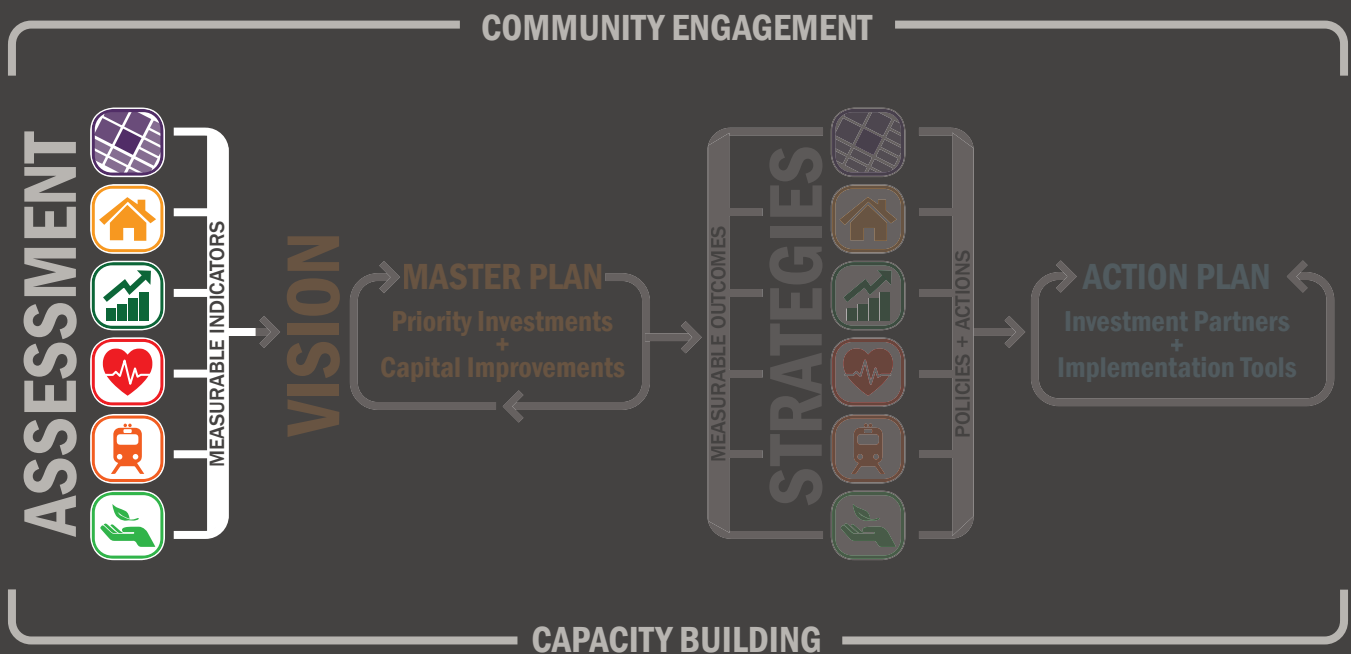 COMMUNITY ENGAGEMENT
ASSESSMENT
MEASURABLE INDICATORS
VISION
MASTER PLAN
Priority Investments
+
Capital Improvements
MEASURABLE OUTCOMES
STRATEGIES
POLICIES + ACTIONS
ACTION PLAN
Investment Partners
+
Implementation Tools
CAPACITY BUILDING